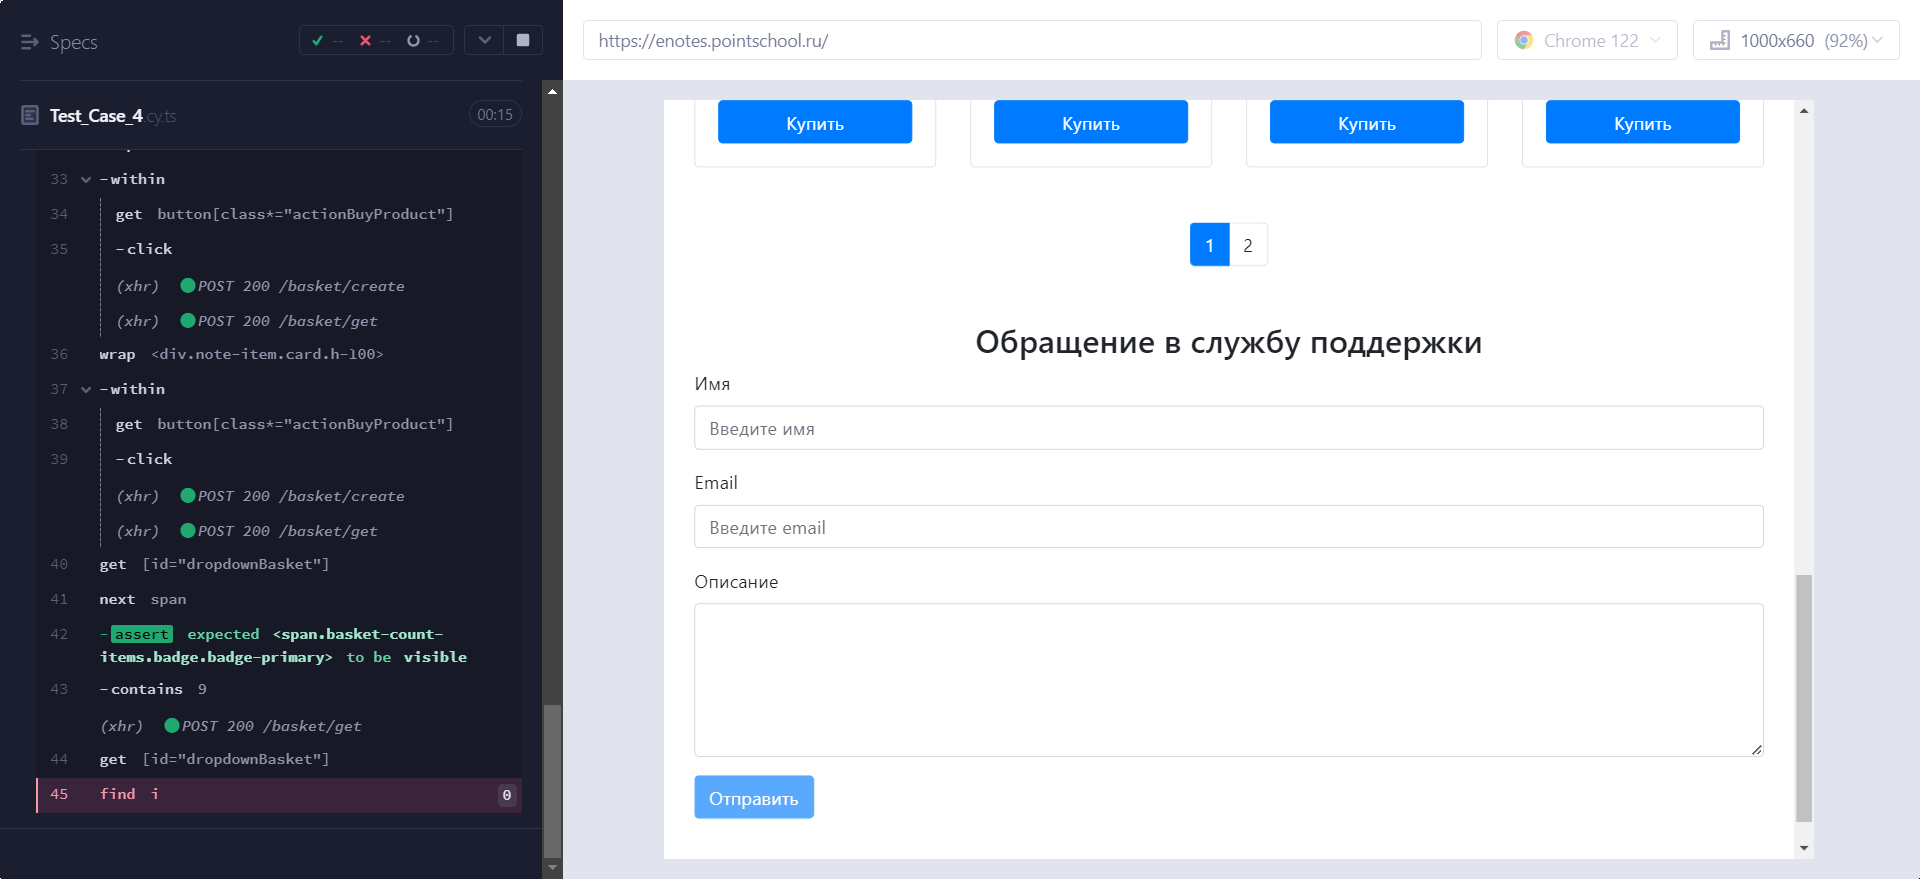 Specs
-- -- --
Test_Case_4.cy.ts
00:15
33 -within
34 get button[class*="actionBuyProduct"]
35 -click
(xhr) POST 200 /basket/create
(xhr) POST 200 /basket/get
36 wrap <div.note-item.card.h-100>
37 -within
38 get button[class*="actionBuyProduct"]
39 -click
(xhr) POST 200 /basket/create
(xhr) POST 200 /basket/get
40 get [id="dropdownBasket"]
41 next span
42 -assert expected <span.basket-count-
items.badge.badge-primary> to be visible
43 -contains 9
(xhr) POST 200 /basket/get
44 get [id="dropdownBasket"]
45 find i 0
https://enotes.pointschool.ru/
Chrome 122
1000x660 (92%)
Купить Купить Купить Купить
1 2
Обращение в службу поддержки
Имя
Введите имя
Email
Введите email
Описание
Отправить